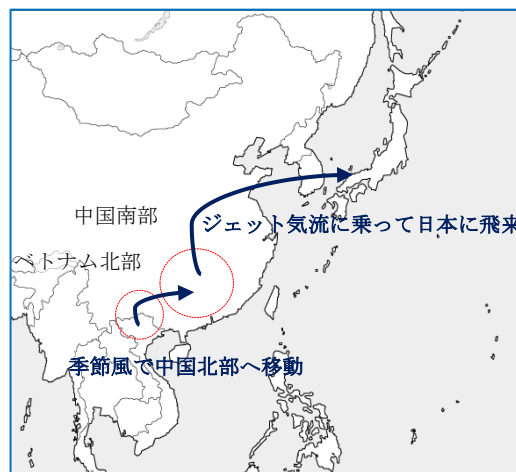 中国南部
ジェット気流に乗って日本に飛来
ベトナム北部
季節風で中国北部へ移動